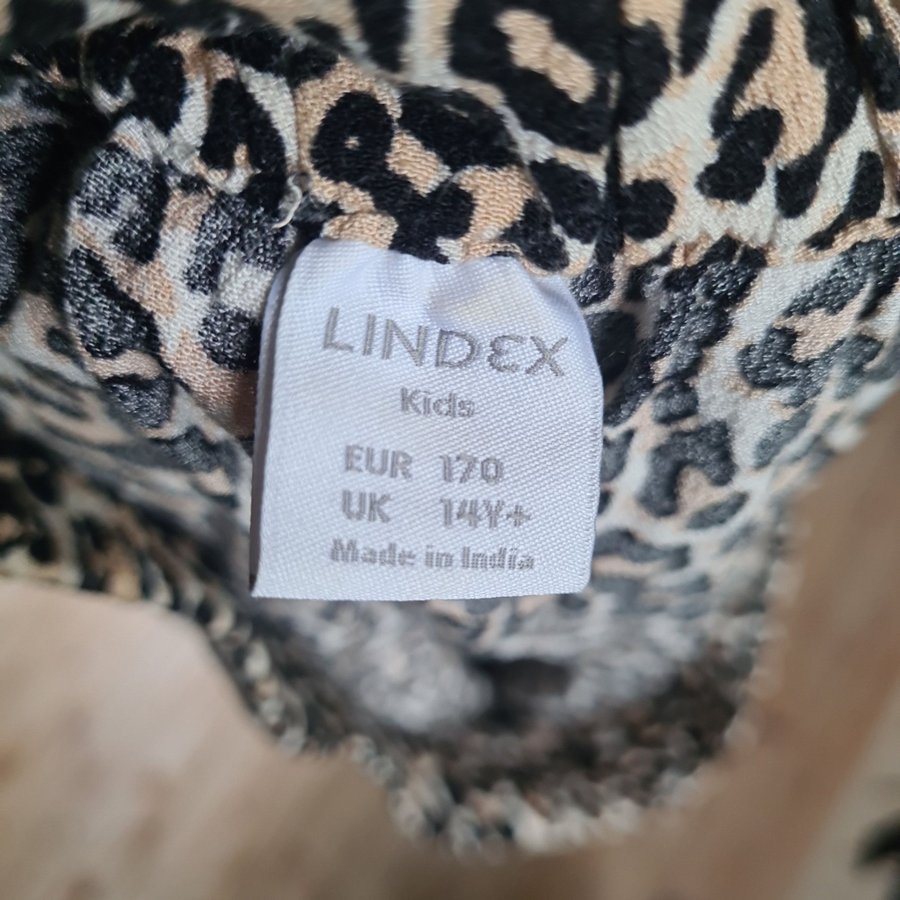 LINDEX
Kids
EUR 170
UK 14Y+
Made in India